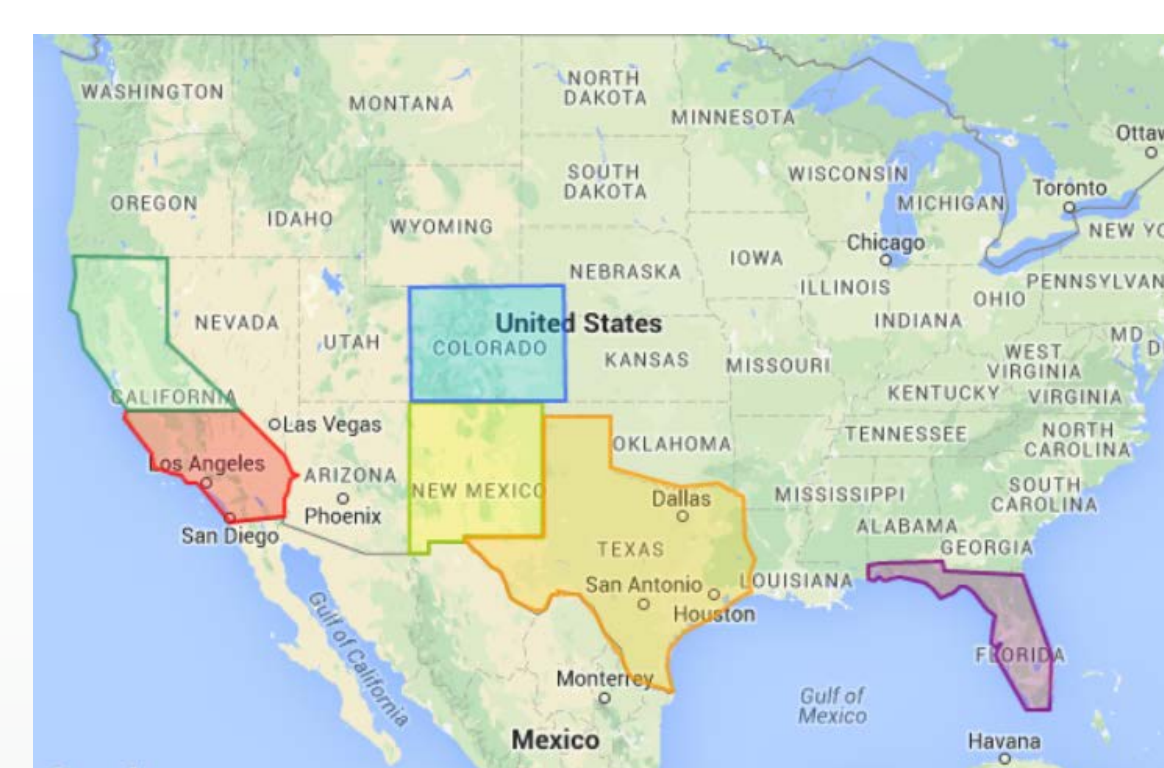 WASHINGTON
MONTANA
NORTH
DAKOTA
MINNESOTA
Ottaw
SOUTH
DAKOTA
WISCONSIN
MICHIGAN
Toronto
OREGON
IDAHO
WYOMING
NEW YO
Chicago
IOWA
NEBRASKA
ILLINOIS
OHIO
PENNSYLVAN
NEVADA
United States
INDIANA
MD
D
UTAH
COLORADO
KANSAS
MISSOURI
WEST
VIRGINIA
KENTUCKY
VIRGINIA
CALIFORNIA
Las Vegas
OKLAHOMA
TENNESSEE
NORTH
CAROLINA
Los Angeles
ARIZONA
NEW MEXICO
Dallas
MISSISSIPPI
SOUTH
CAROLINA
San Diego
Phoenix
ALABAMA
GEORGIA
TEXAS
San Antonio
LOUISIANA
Houston
Gulf of California
FLORIDA
Monterrey
Gulf of
Mexico
Mexico
Havana